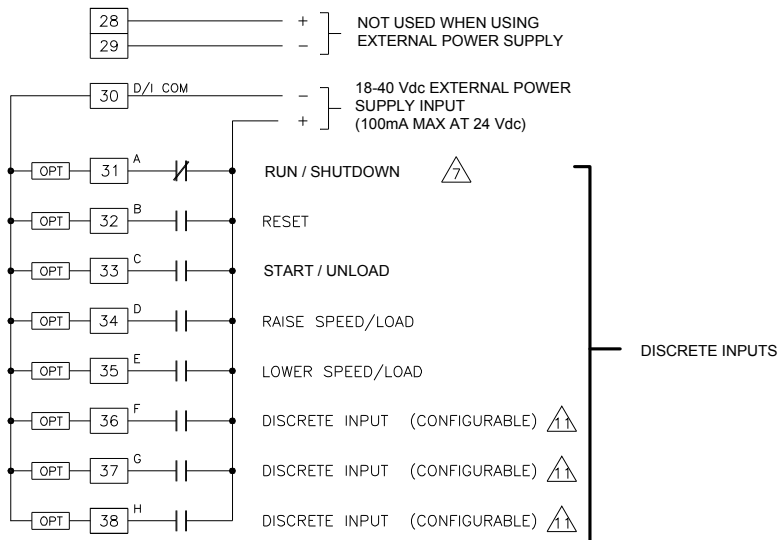 28 + NOT USED WHEN USING
29 − EXTERNAL POWER SUPPLY
30 D/I COM − 18-40 Vdc EXTERNAL POWER
SUPPLY INPUT
+ (100mA MAX AT 24 Vdc)
OPT 31 A RUN / SHUTDOWN 7
OPT 32 B RESET
OPT 33 C START / UNLOAD
OPT 34 D RAISE SPEED/LOAD
OPT 35 E LOWER SPEED/LOAD
DISCRETE INPUTS
OPT 36 F DISCRETE INPUT (CONFIGURABLE) 11
OPT 37 G DISCRETE INPUT (CONFIGURABLE) 11
OPT 38 H DISCRETE INPUT (CONFIGURABLE) 11